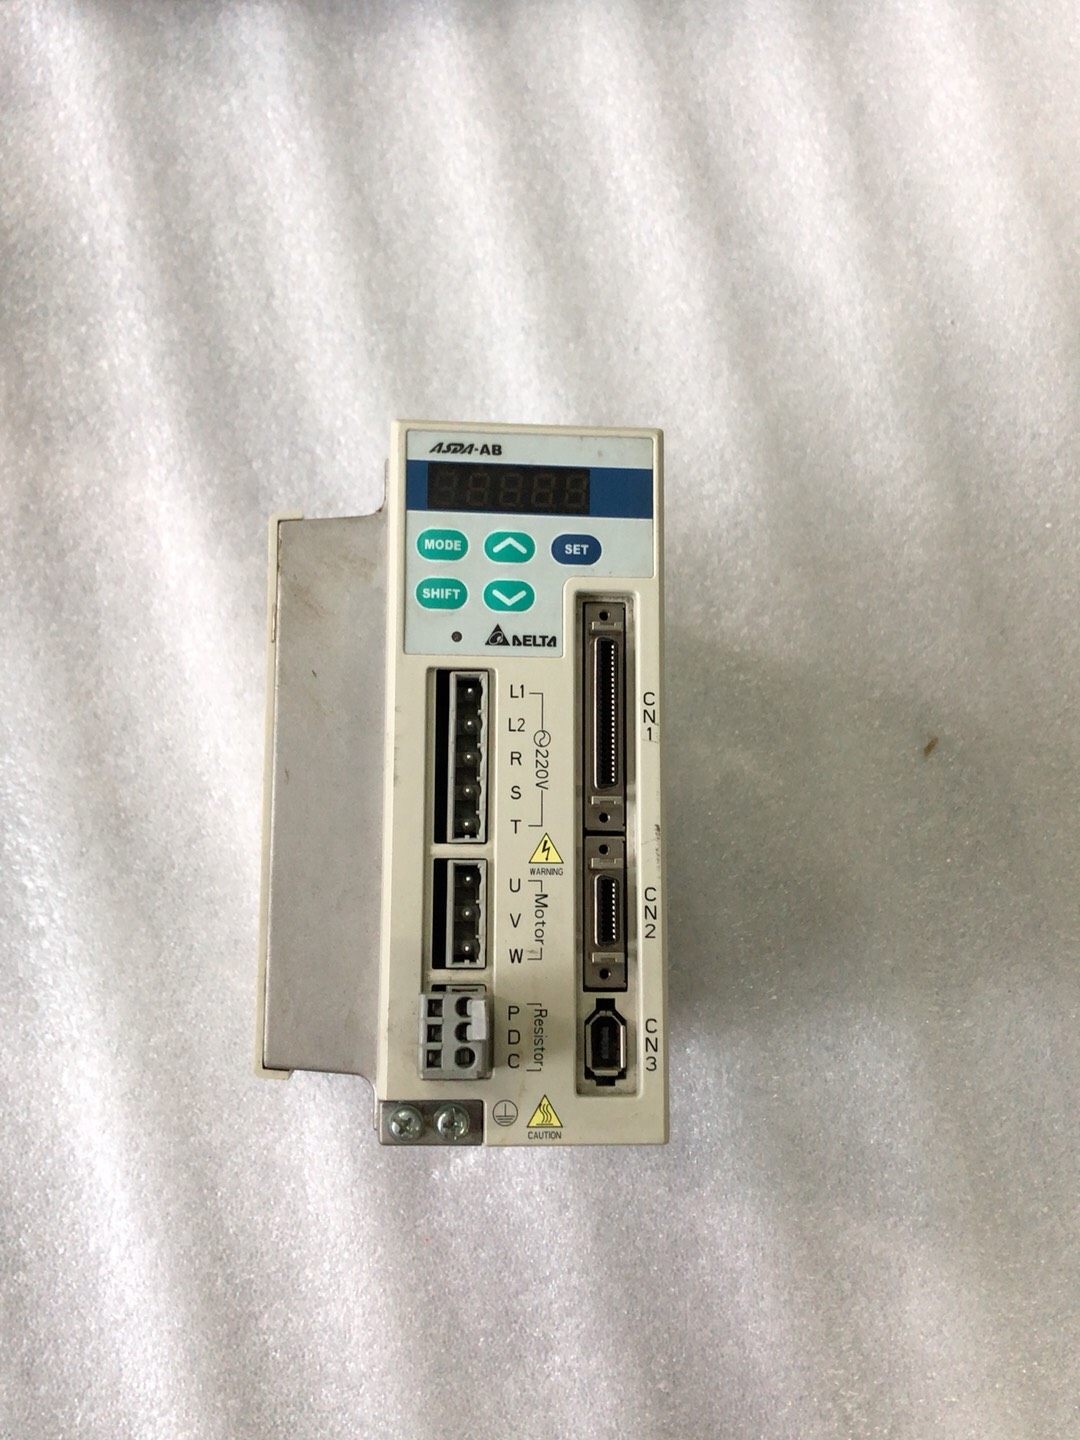 ASDA-AB
MODE
SET
SHIFT
DELTA
L1
L2
R
S
T
220V
WARNING
U
V
W
Motor
P
D
C
Resistor
CAUTION
CN1
CN2
CN3